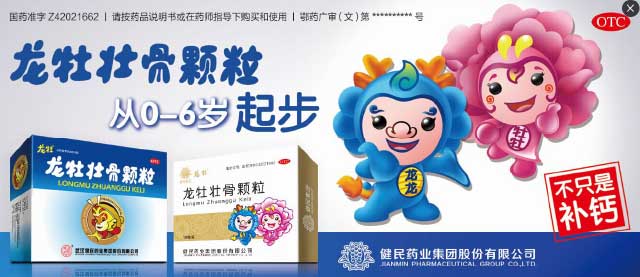 国药准字 Z42021662 | 请按药品说明书或在药师指导下购买和使用 | 鄂药广审(文)第 ********** 号
OTC
龙牡壮骨颗粒
从0-6岁 起步
龙牡
龙牡壮骨颗粒
LONGMU ZHUANGGU KELI
龙牡
龙牡壮骨颗粒
Longmu Zhuanggu Keli
龙龙
牡牡
不只是
补钙
健民药业集团股份有限公司
JIANMIN PHARMACEUTICAL GROUP CO.,LTD